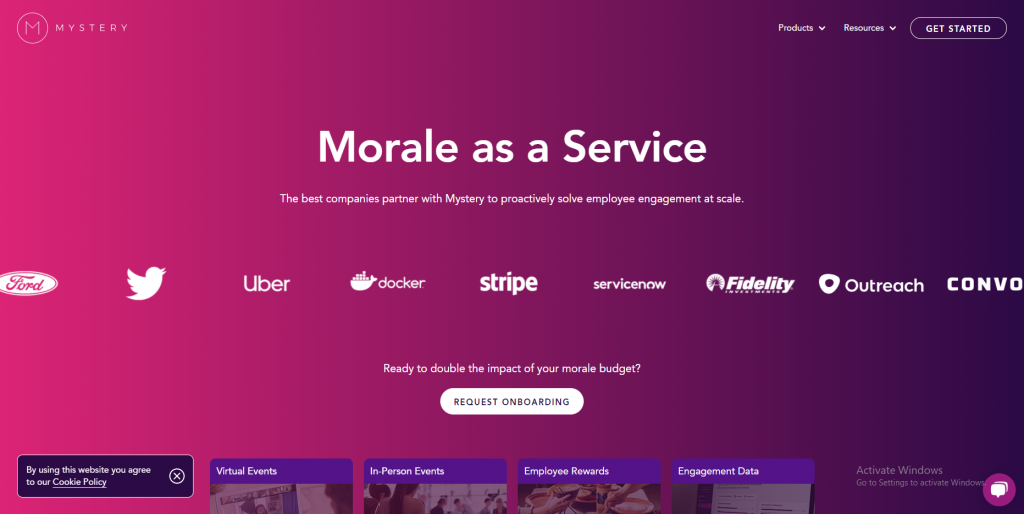 M MYSTERY
Products
Resources
GET STARTED
Morale as a Service
The best companies partner with Mystery to proactively solve employee engagement at scale.
Ford
Uber
docker
stripe
servicenow
Fidelity
INVESTMENTS
Outreach
CONVO
Ready to double the impact of your morale budget?
REQUEST ONBOARDING
By using this website you agree
to our Cookie Policy
Virtual Events
In-Person Events
Employee Rewards
Engagement Data
Activate Windows
Go to Settings to activate Windows.